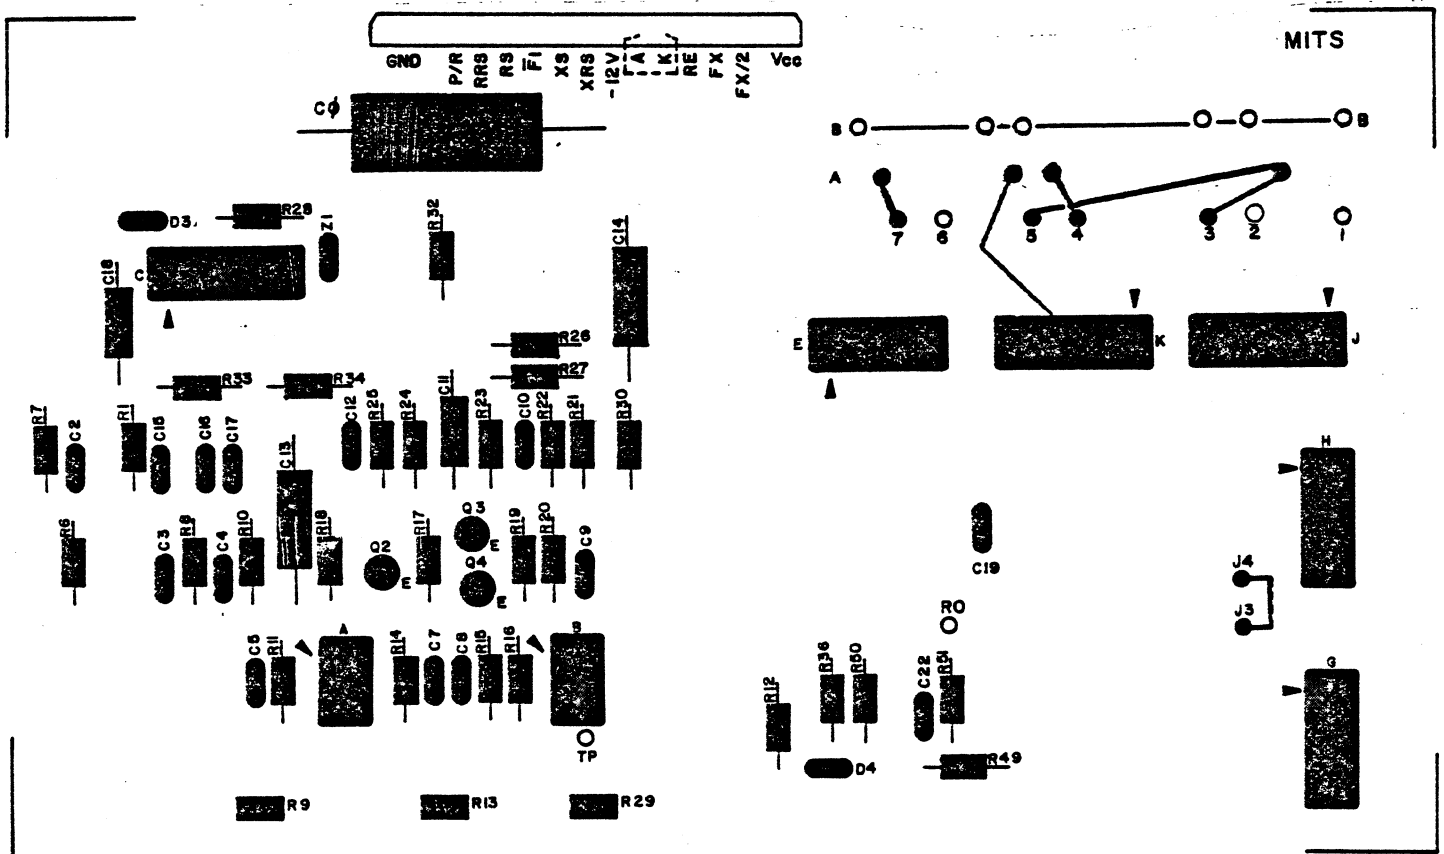 MITS
GND P/R RRS RS F1 XS XRS -12V A K RE FX FX/2 Vcc
CØ
B B
A
7 6 5 4 3 2 1
D3 R28 Z1 R32 C14
C18 C
E K J
R26
R27
R33 R34
R7 C2 R1 C15 C16 C17 C13 C12 R25 R24 C11 R23 C10 R22 R21 R30
H
R6 C3 R8 C4 R10 R18 Q2 E R17 Q3 E Q4 E R19 R20 C9
C19
J4
J3
RO
C5 R11 A R14 C7 C8 R15 R16 B
G
R12 R36 R50 C22 R51
TP
D4 R49
R9 R13 R29